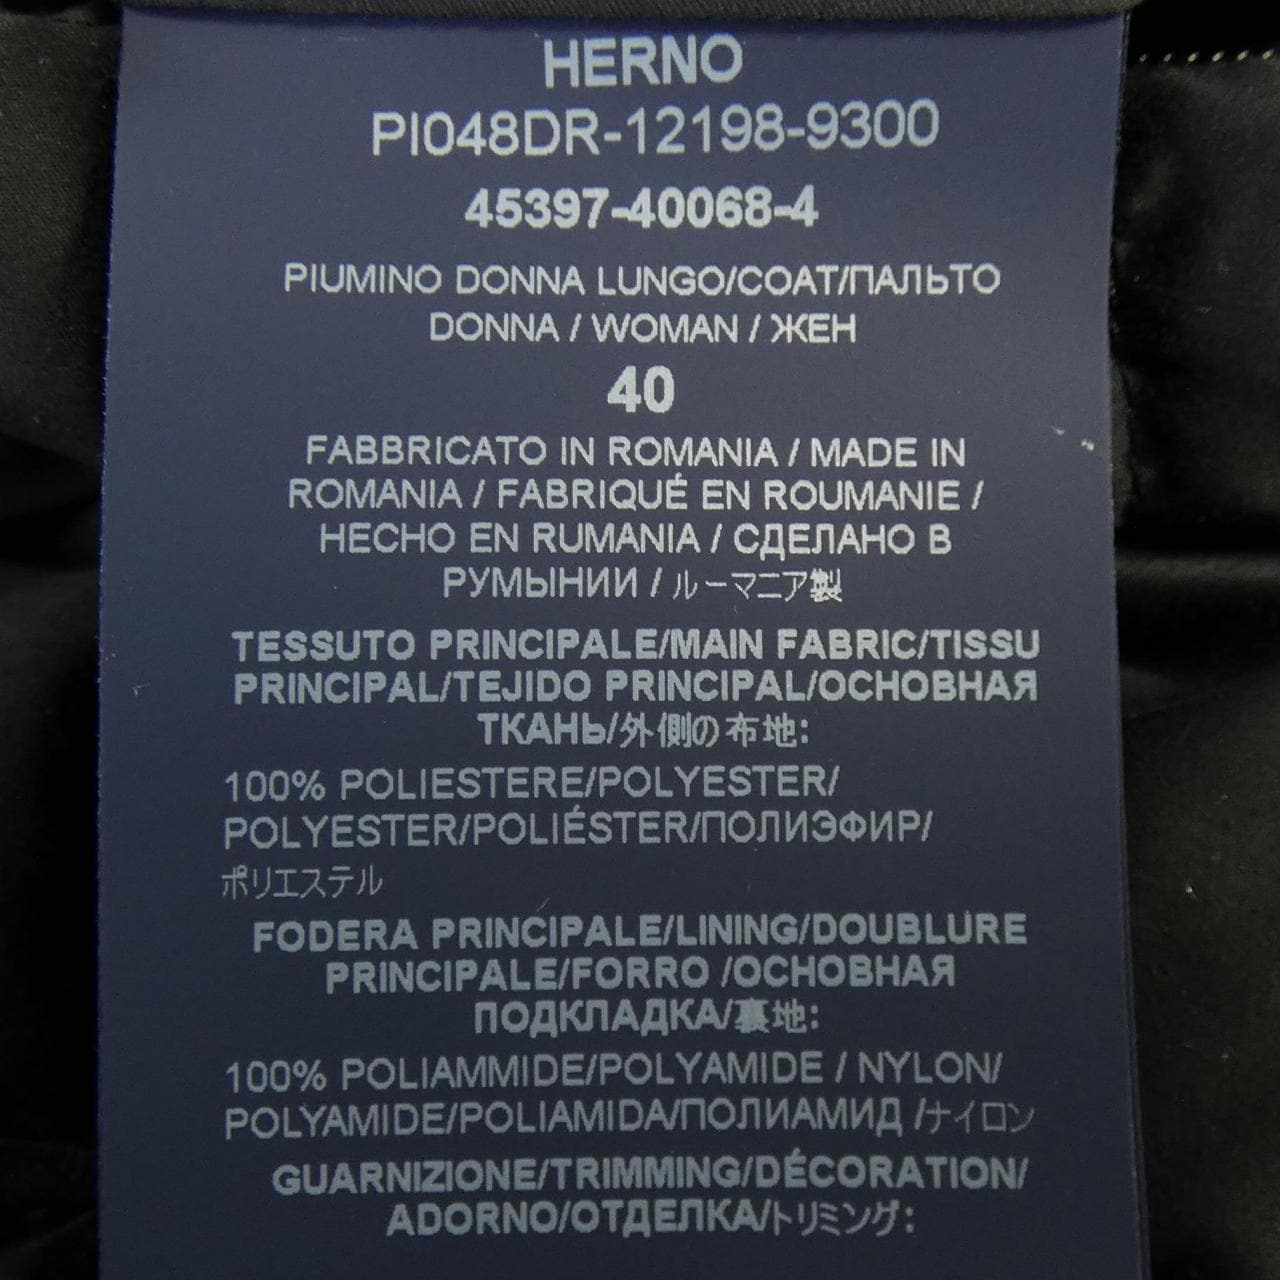 HERNO
PI048DR-12198-9300
45397-40068-4
PIUMINO DONNA LUNGO/COAT/ПАЛЬТО
DONNA / WOMAN / ЖЕН
40
FABBRICATO IN ROMANIA / MADE IN
ROMANIA / FABRIQUÉ EN ROUMANIE /
HECHO EN RUMANIA / СДЕЛАНО В
РУМЫНИИ / ルーマニア製
TESSUTO PRINCIPALE/MAIN FABRIC/TISSU
PRINCIPAL/TEJIDO PRINCIPAL/ОСНОВНАЯ
ТКАНЬ/外側の布地:
100% POLIESTERE/POLYESTER/
POLYESTER/POLIÉSTER/ПОЛИЭФИР/
ポリエステル
FODERA PRINCIPALE/LINING/DOUBLURE
PRINCIPALE/FORRO /ОСНОВНАЯ
ПОДКЛАДКА/裏地:
100% POLIAMMIDE/POLYAMIDE / NYLON/
POLYAMIDE/POLIAMIDA/ПОЛИАМИД /ナイロン
GUARNIZIONE/TRIMMING/DÉCORATION/
ADORNO/ОТДЕЛКА/トリミング: